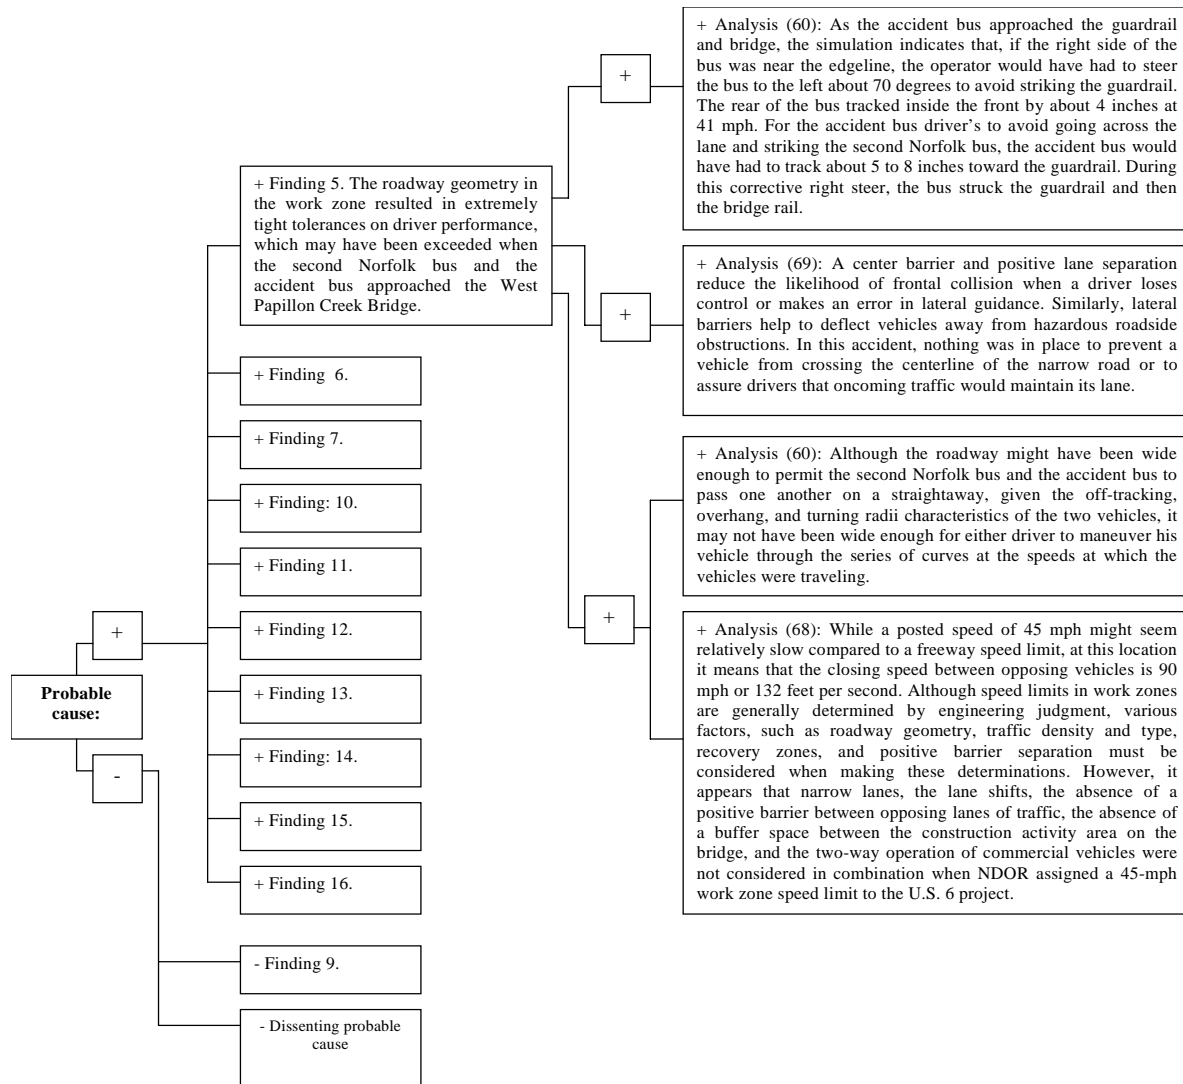 Probable
cause:
+
-
+ Finding 5. The roadway geometry in
the work zone resulted in extremely
tight tolerances on driver performance,
which may have been exceeded when
the second Norfolk bus and the
accident bus approached the West
Papillon Creek Bridge.
+ Finding 6.
+ Finding 7.
+ Finding: 10.
+ Finding 11.
+ Finding 12.
+ Finding 13.
+ Finding: 14.
+ Finding 15.
+ Finding 16.
- Finding 9.
- Dissenting probable
cause
+
+ Analysis (60): As the accident bus approached the guardrail
and bridge, the simulation indicates that, if the right side of the
bus was near the edgeline, the operator would have had to steer
the bus to the left about 70 degrees to avoid striking the guardrail.
The rear of the bus tracked inside the front by about 4 inches at
41 mph. For the accident bus driver's to avoid going across the
lane and striking the second Norfolk bus, the accident bus would
have had to track about 5 to 8 inches toward the guardrail. During
this corrective right steer, the bus struck the guardrail and then
the bridge rail.
+
+ Analysis (69): A center barrier and positive lane separation
reduce the likelihood of frontal collision when a driver loses
control or makes an error in lateral guidance. Similarly, lateral
barriers help to deflect vehicles away from hazardous roadside
obstructions. In this accident, nothing was in place to prevent a
vehicle from crossing the centerline of the narrow road or to
assure drivers that oncoming traffic would maintain its lane.
+
+ Analysis (60): Although the roadway might have been wide
enough to permit the second Norfolk bus and the accident bus to
pass one another on a straightaway, given the off-tracking,
overhang, and turning radii characteristics of the two vehicles, it
may not have been wide enough for either driver to maneuver his
vehicle through the series of curves at the speeds at which the
vehicles were traveling.
+ Analysis (68): While a posted speed of 45 mph might seem
relatively slow compared to a freeway speed limit, at this location
it means that the closing speed between opposing vehicles is 90
mph or 132 feet per second. Although speed limits in work zones
are generally determined by engineering judgment, various
factors, such as roadway geometry, traffic density and type,
recovery zones, and positive barrier separation must be
considered when making these determinations. However, it
appears that narrow lanes, the lane shifts, the absence of a
positive barrier between opposing lanes of traffic, the absence of
a buffer space between the construction activity area on the
bridge, and the two-way operation of commercial vehicles were
not considered in combination when NDOR assigned a 45-mph
work zone speed limit to the U.S. 6 project.